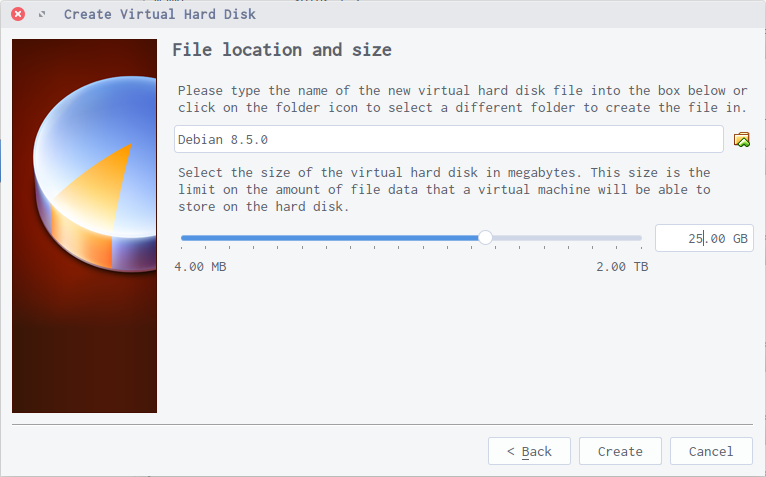 Create Virtual Hard Disk
File location and size
Please type the name of the new virtual hard disk file into the box below or
click on the folder icon to select a different folder to create the file in.
Debian 8.5.0
Select the size of the virtual hard disk in megabytes. This size is the
limit on the amount of file data that a virtual machine will be able to
store on the hard disk.
25.00 GB
4.00 MB 2.00 TB
< Back Create Cancel